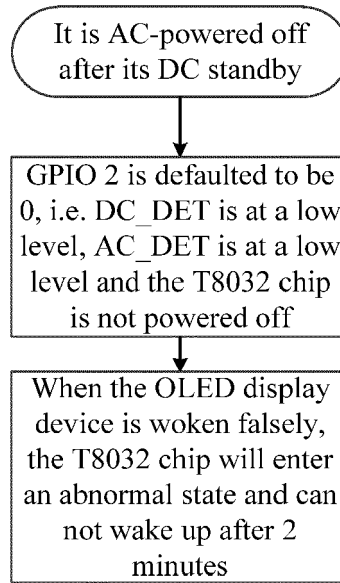 It is AC-powered off
after its DC standby
GPIO 2 is defaulted to be
0, i.e. DC_DET is at a low
level, AC_DET is at a low
level and the T8032 chip
is not powered off
When the OLED display
device is woken falsely,
the T8032 chip will enter
an abnormal state and can
not wake up after 2
minutes